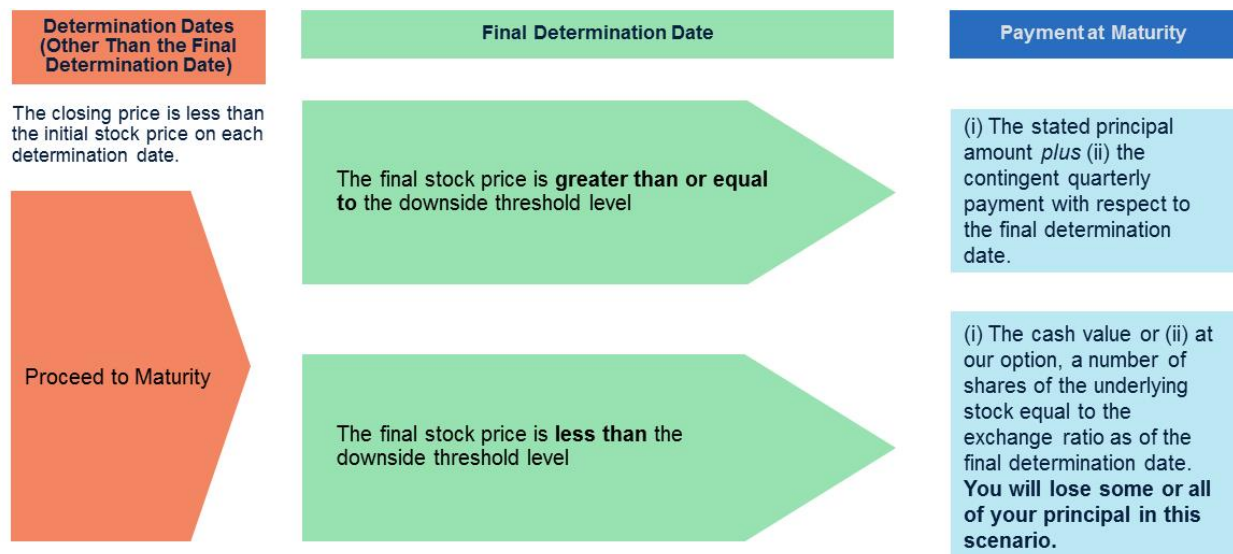 Determination Dates
(Other Than the Final
Determination Date)
Final Determination Date
Payment at Maturity
The closing price is less than
the initial stock price on each
determination date.
Proceed to Maturity
The final stock price is greater than or equal
to the downside threshold level
(i) The stated principal
amount plus (ii) the
contingent quarterly
payment with respect to
the final determination
date.
The final stock price is less than the
downside threshold level
(i) The cash value or (ii) at
our option, a number of
shares of the underlying
stock equal to the
exchange ratio as of the
final determination date.
You will lose some or all
of your principal in this
scenario.